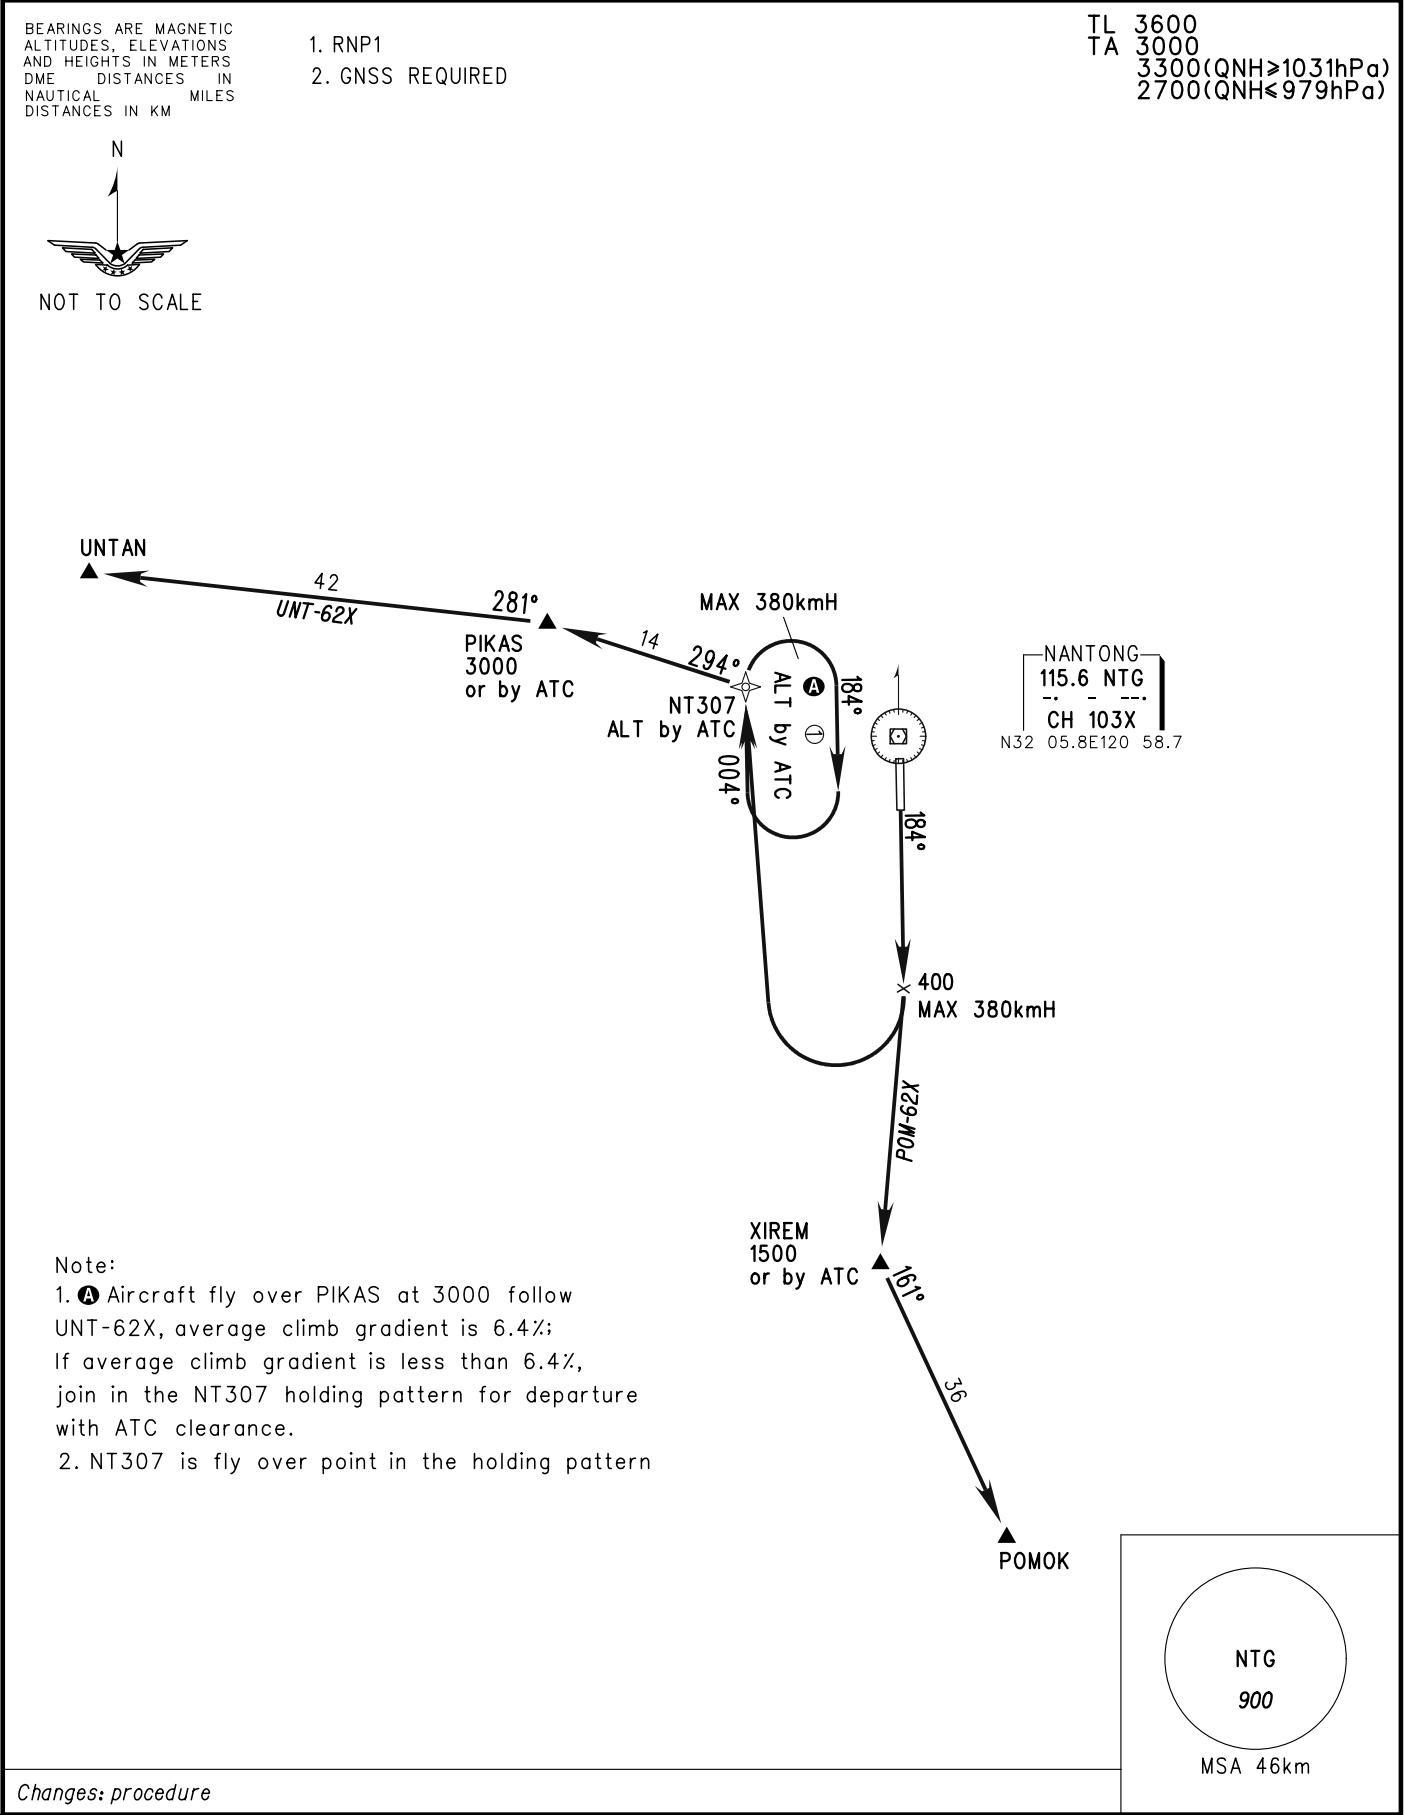 BEARINGS ARE MAGNETIC
ALTITUDES, ELEVATIONS
AND HEIGHTS IN METERS
DME DISTANCES IN
NAUTICAL MILES
DISTANCES IN KM
1. RNP1
2. GNSS REQUIRED
TL 3600
TA 3000
3300(QNH≥1031hPa)
2700(QNH≤979hPa)
N
NOT TO SCALE
UNTAN
42
UNT-62X
281°
PIKAS
3000
or by ATC
14
294°
MAX 380kmH
NT307
ALT by ATC
A
ALT by ATC
1
184°
004°
NANTONG
115.6 NTG
-. - --.
CH 103X
N32 05.8E120 58.7
184°
400
MAX 380kmH
POM-62X
XIREM
1500
or by ATC
161°
36
POMOK
Note:
1. A Aircraft fly over PIKAS at 3000 follow
UNT-62X, average climb gradient is 6.4%;
If average climb gradient is less than 6.4%,
join in the NT307 holding pattern for departure
with ATC clearance.
2. NT307 is fly over point in the holding pattern
NTG
900
MSA 46km
Changes: procedure